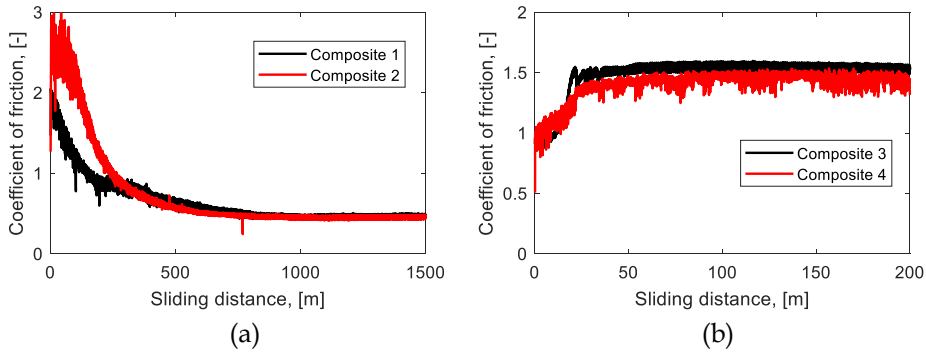 3
2
1
0
Coefficient of friction, [-]
Composite 1
Composite 2
0
500
1000
1500
Sliding distance, [m]
(a)
2
1.5
1
0.5
0
Coefficient of friction, [-]
Composite 3
Composite 4
0
50
100
150
200
Sliding distance, [m]
(b)